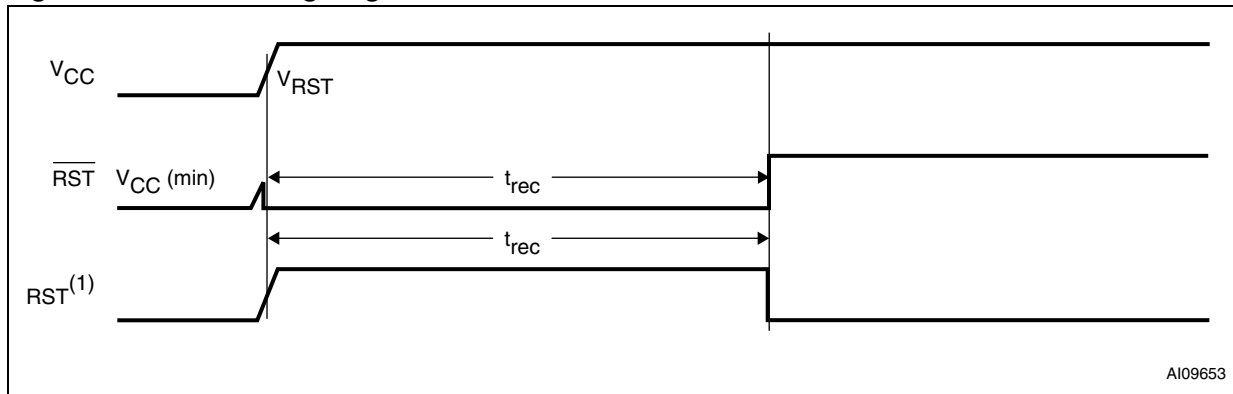 VCC
VRST
RST VCC (min)
trec
trec
RST(1)
AI09653